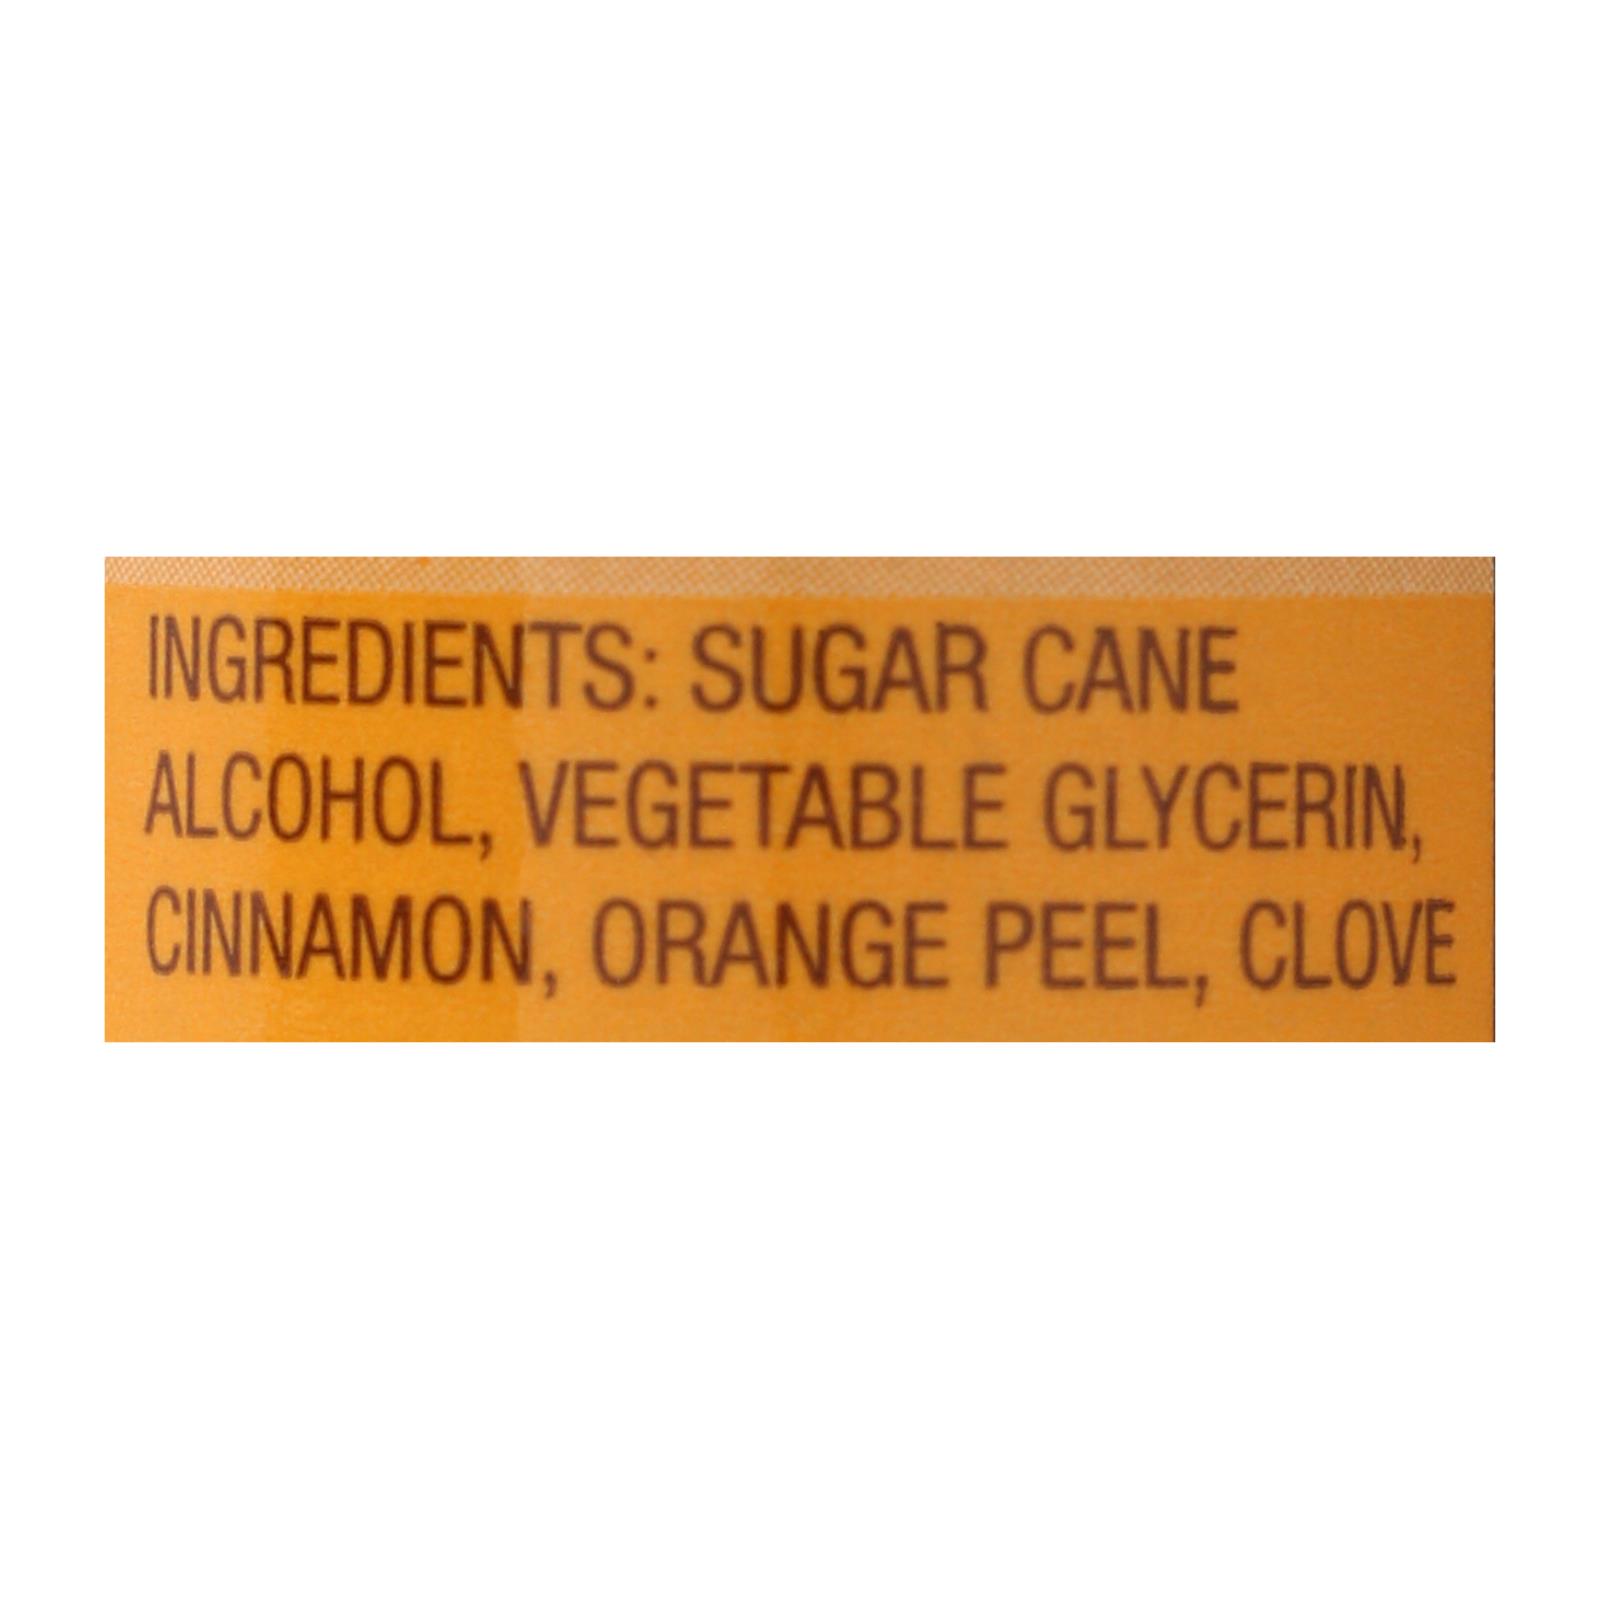 INGREDIENTS: SUGAR CANE
ALCOHOL, VEGETABLE GLYCERIN,
CINNAMON, ORANGE PEEL, CLOVE